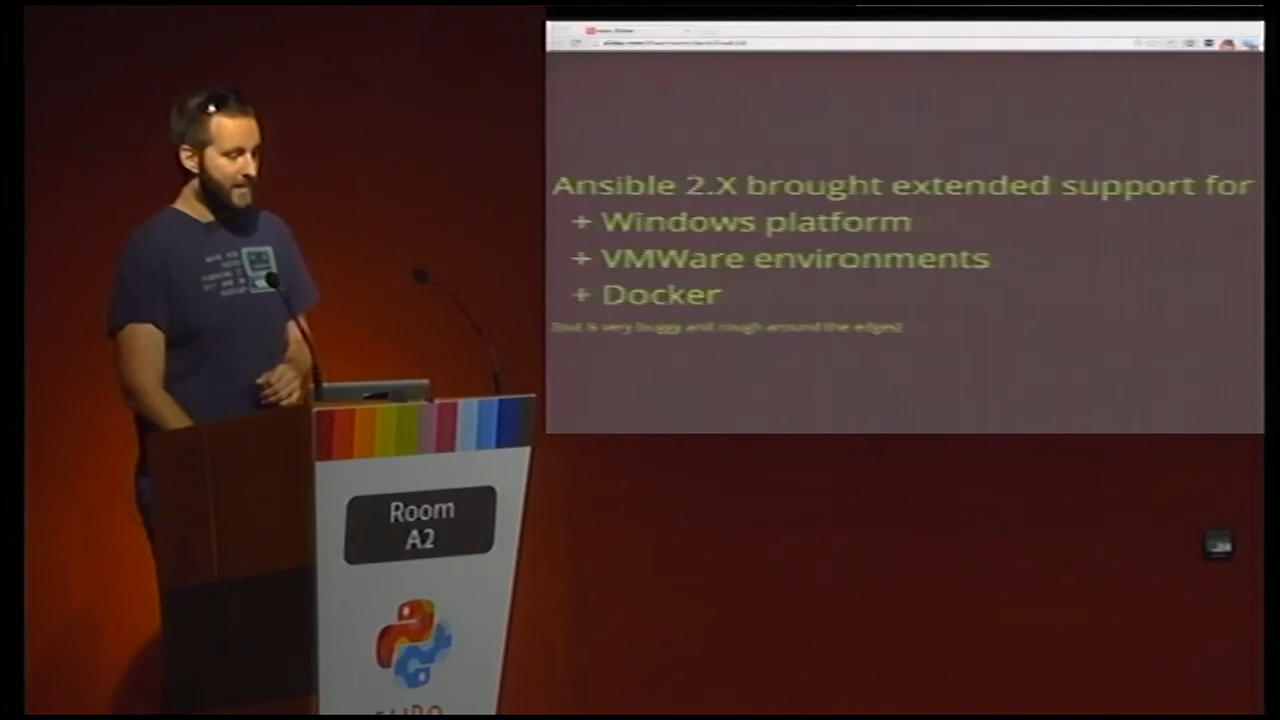 Ansible 2.X brought extended support for
+ Windows platform
+ VMWare environments
+ Docker
(but is very buggy and rough around the edges)
Room
A2